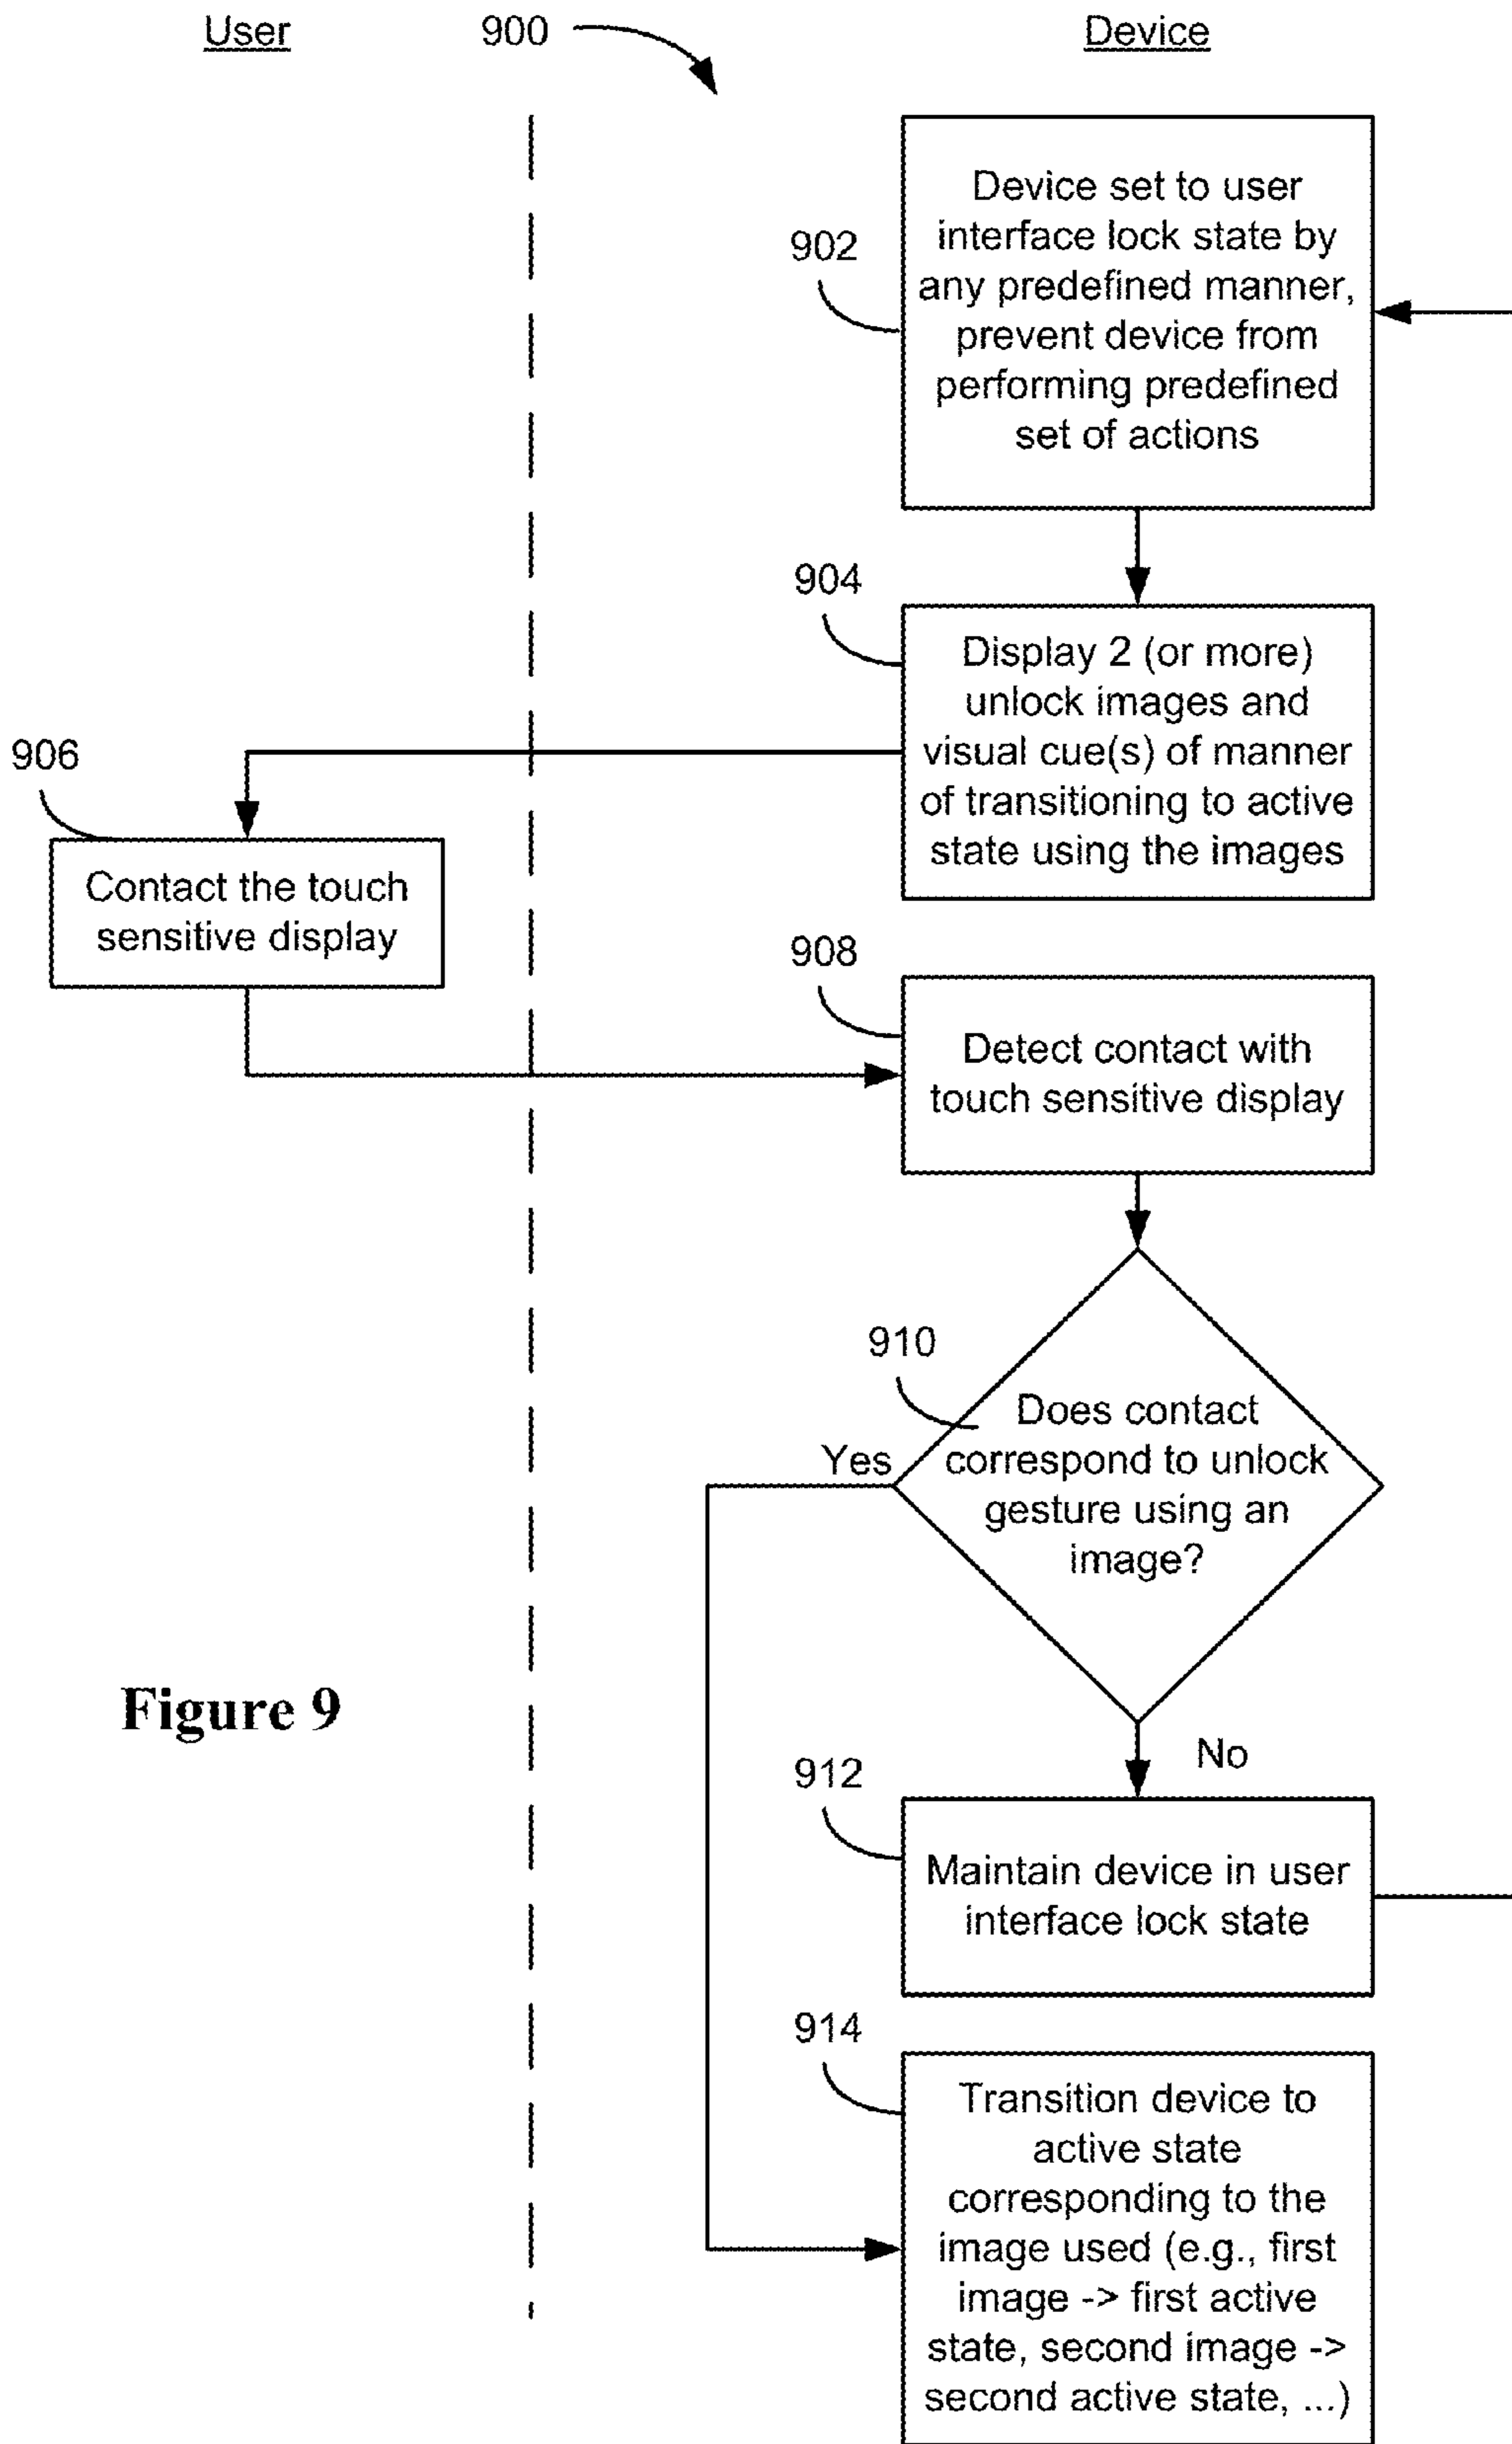 User
900
Device
902
Device set to user
interface lock state by
any predefined manner,
prevent device from
performing predefined
set of actions
904
Display 2 (or more)
unlock images and
visual cue(s) of manner
of transitioning to active
state using the images
906
Contact the touch
sensitive display
908
Detect contact with
touch sensitive display
910
Does contact
correspond to unlock
gesture using an
image?
Yes
No
Figure 9
912
Maintain device in user
interface lock state
914
Transition device to
active state
corresponding to the
image used (e.g., first
image -> first active
state, second image ->
second active state, ...)